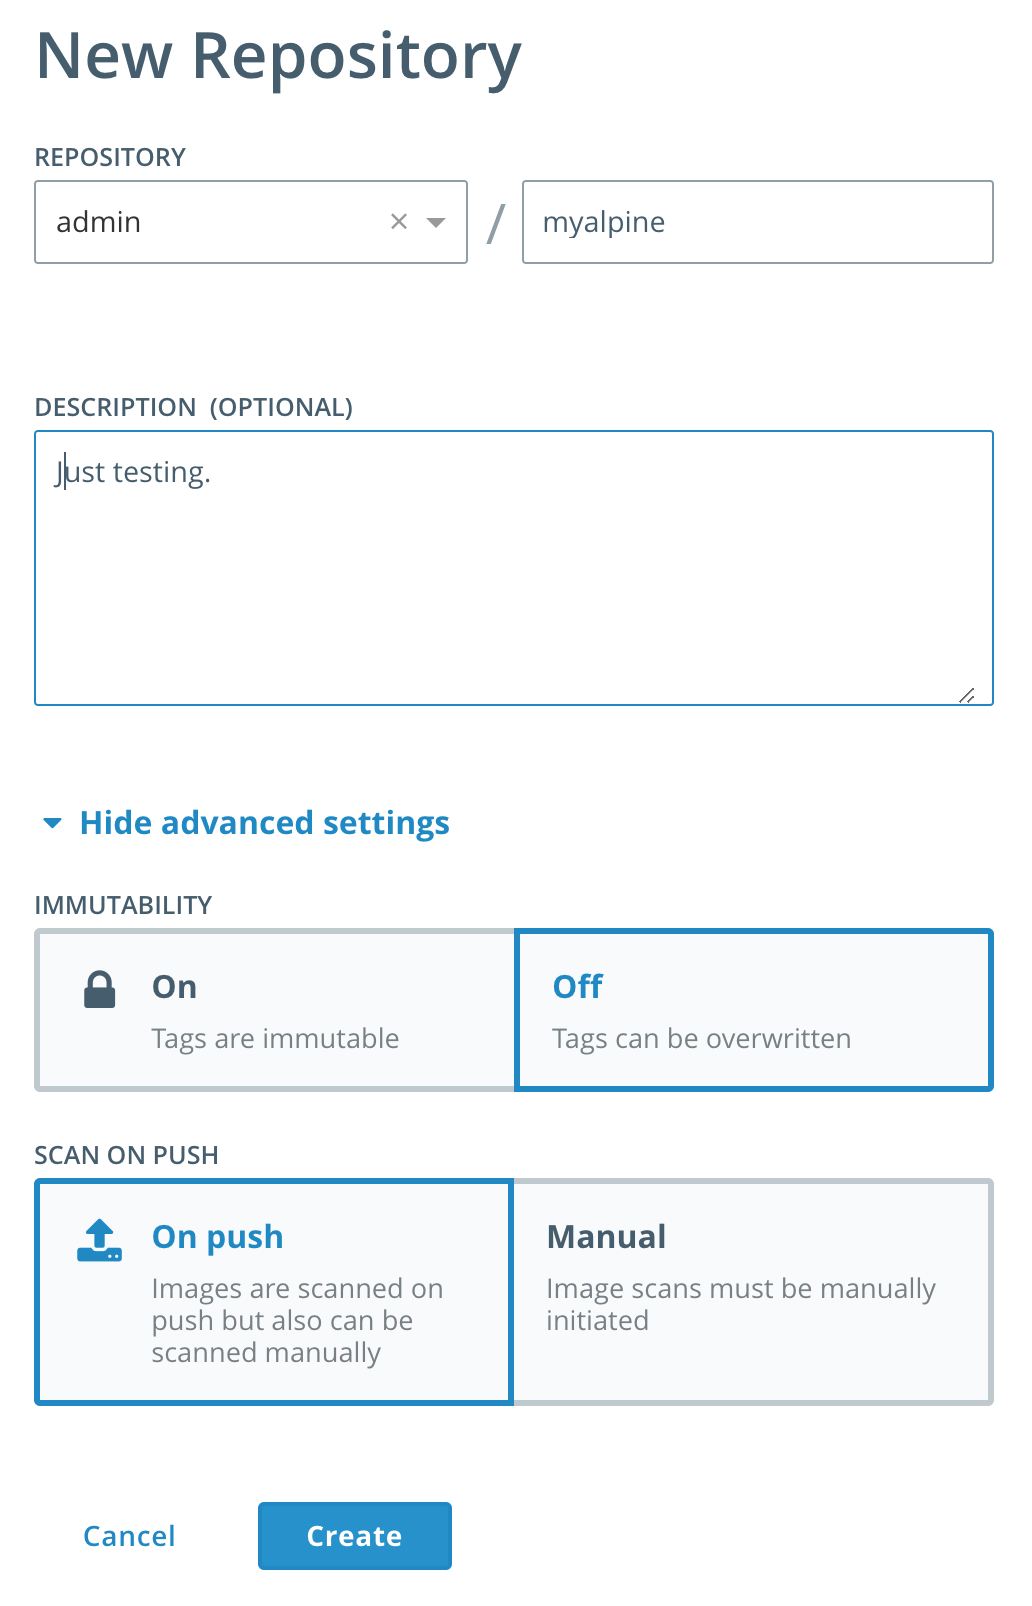 New Repository
REPOSITORY
admin / myalpine
DESCRIPTION (OPTIONAL)
Just testing.
Hide advanced settings
IMMUTABILITY
On
Tags are immutable
Off
Tags can be overwritten
SCAN ON PUSH
On push
Images are scanned on
push but also can be
scanned manually
Manual
Image scans must be manually
initiated
Cancel
Create